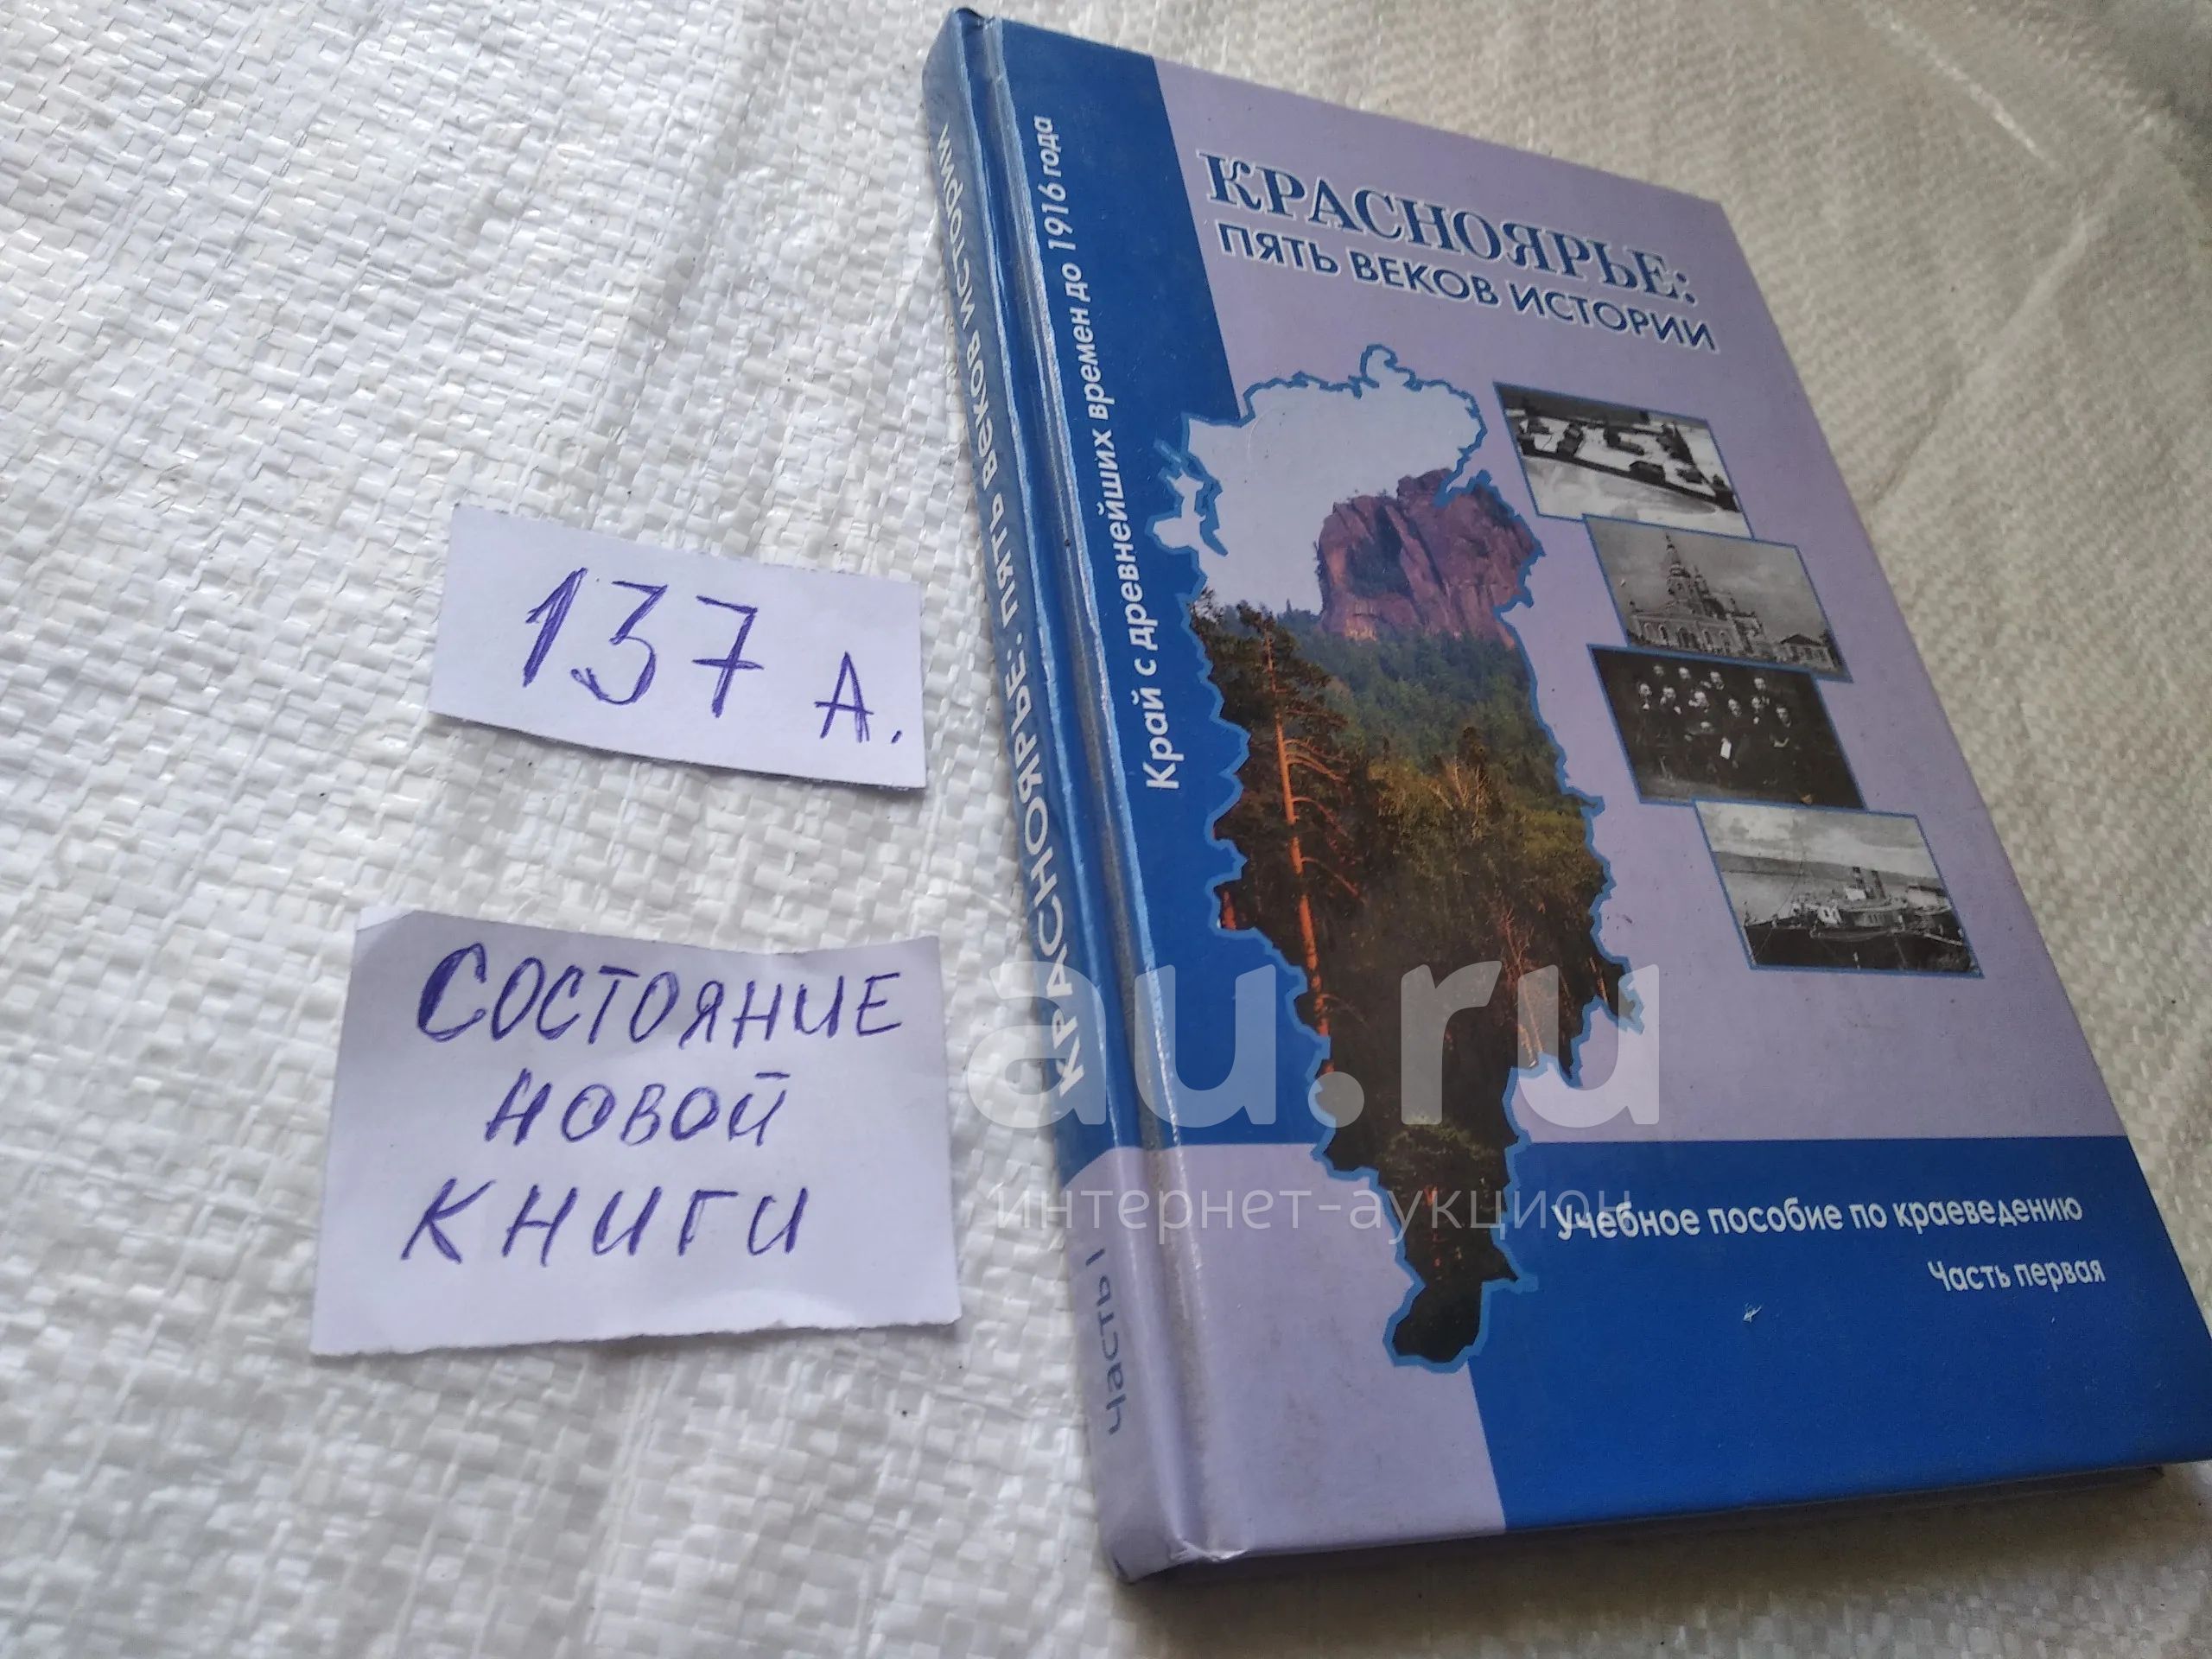 137 А.
СОСТОЯНИЕ
НОВОЙ
КНИГИ
КРАСНОЯРЬЕ: ПЯТЬ ВЕКОВ ИСТОРИИ
Часть 1
Край с древнейших времен до 1916 года
КРАСНОЯРЬЕ:
ПЯТЬ ВЕКОВ ИСТОРИИ
Учебное пособие по краеведению
Часть первая
au.ru
интернет-аукцион